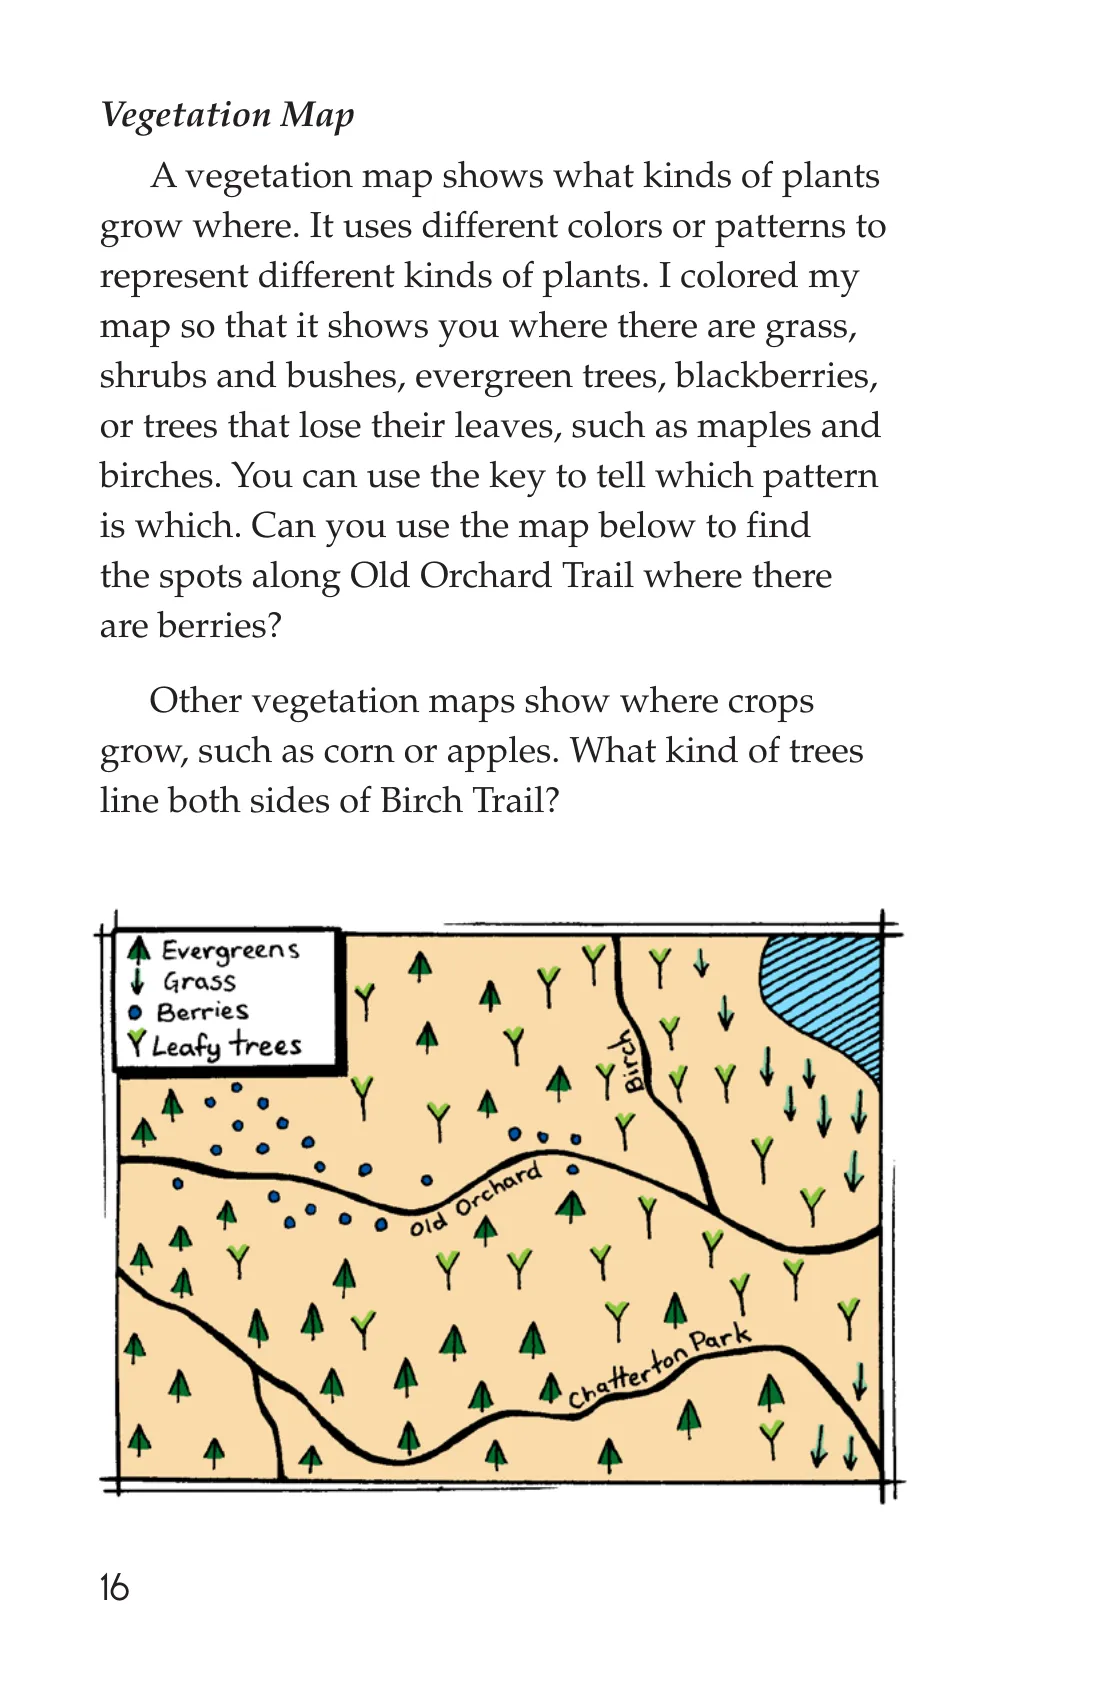 Vegetation Map
A vegetation map shows what kinds of plants
grow where. It uses different colors or patterns to
represent different kinds of plants. I colored my
map so that it shows you where there are grass,
shrubs and bushes, evergreen trees, blackberries,
or trees that lose their leaves, such as maples and
birches. You can use the key to tell which pattern
is which. Can you use the map below to find
the spots along Old Orchard Trail where there
are berries?
Other vegetation maps show where crops
grow, such as corn or apples. What kind of trees
line both sides of Birch Trail?
Evergreens
Grass
Berries
Leafy trees
Birch
Old Orchard
Chatterton Park
16